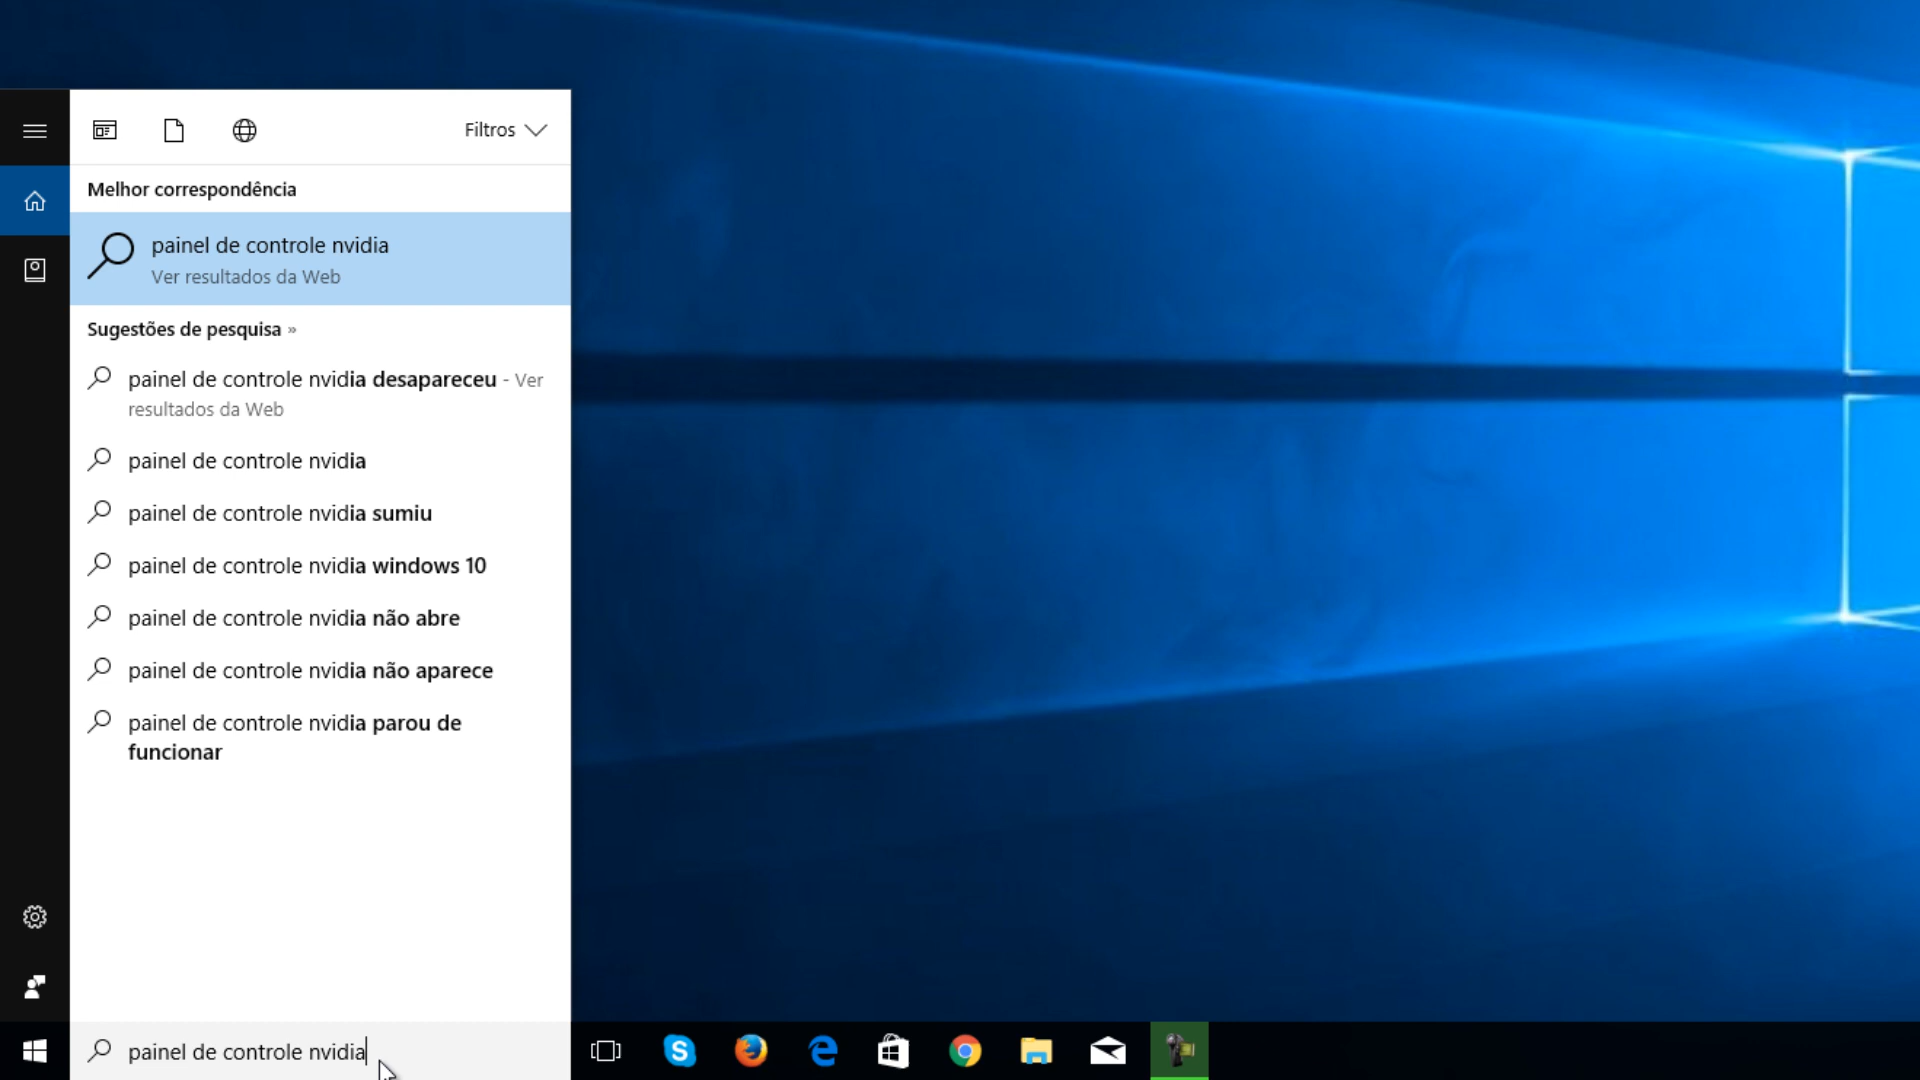 Filtros
Melhor correspondência
painel de controle nvidia
Ver resultados da Web
Sugestões de pesquisa »
painel de controle nvidia desapareceu - Ver
resultados da Web
painel de controle nvidia
painel de controle nvidia sumiu
painel de controle nvidia windows 10
painel de controle nvidia não abre
painel de controle nvidia não aparece
painel de controle nvidia parou de
funcionar
painel de controle nvidia